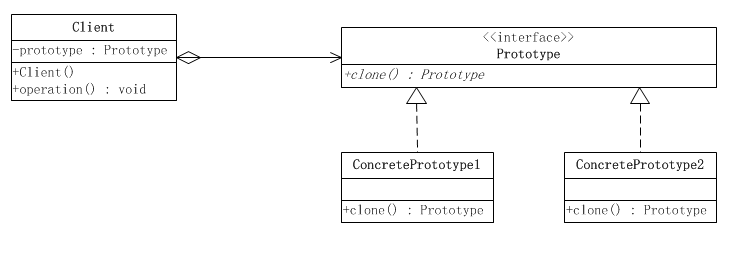 Client
-prototype : Prototype
+Client()
+operation() : void
<<interface>>
Prototype
+clone() : Prototype
ConcretePrototype1
+clone() : Prototype
ConcretePrototype2
+clone() : Prototype